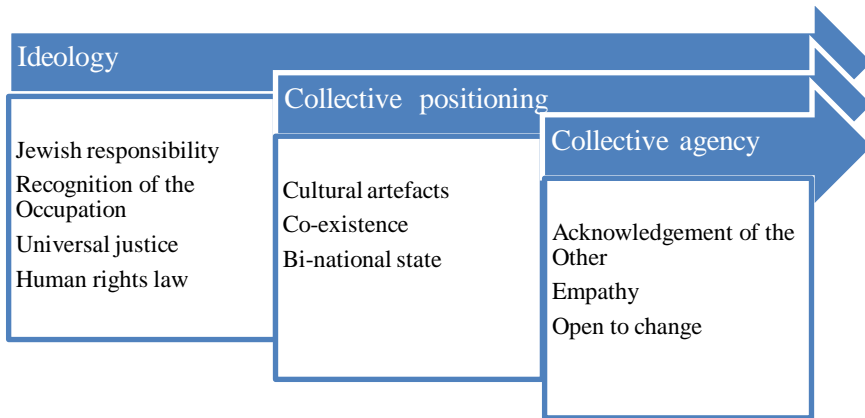 Ideology
Jewish responsibility
Recognition of the
Occupation
Universal justice
Human rights law
Collective positioning
Cultural artefacts
Co-existence
Bi-national state
Collective agency
Acknowledgement of the
Other
Empathy
Open to change